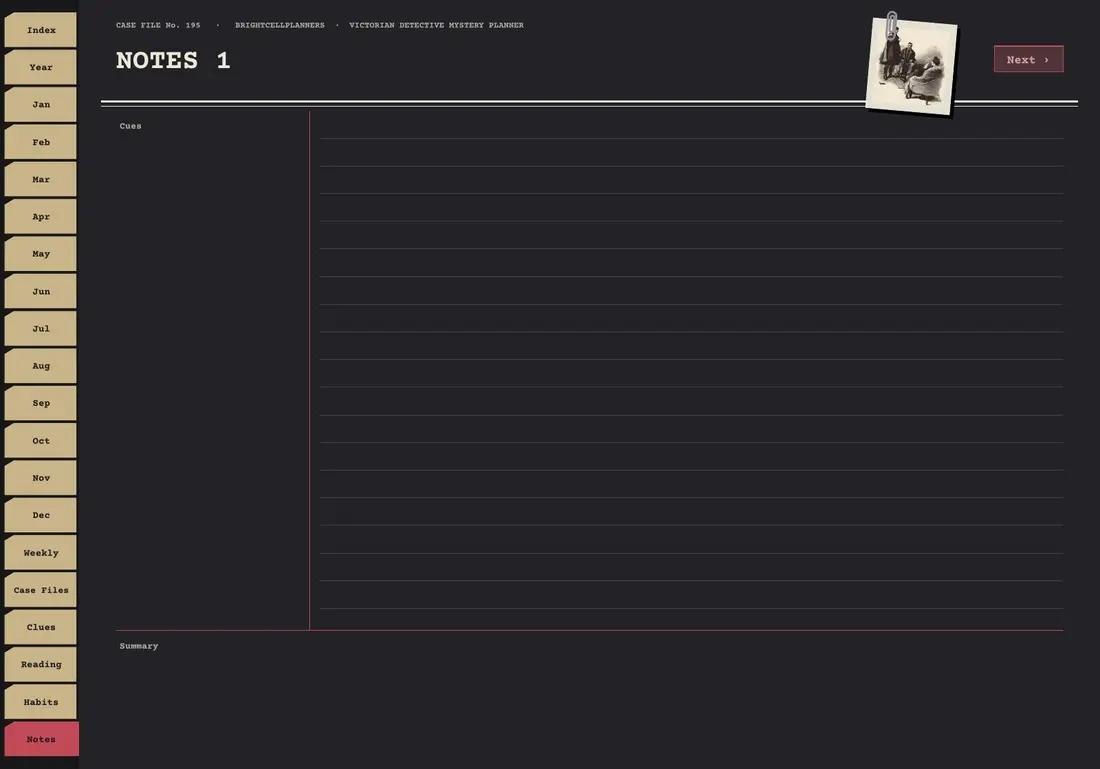 Index
Year
Jan
Feb
Mar
Apr
May
Jun
Jul
Aug
Sep
Oct
Nov
Dec
Weekly
Case Files
Clues
Reading
Habits
Notes
CASE FILE No. 195 · BRIGHTCELLPLANNERS · VICTORIAN DETECTIVE MYSTERY PLANNER
NOTES 1
Next ›
Cues
Summary